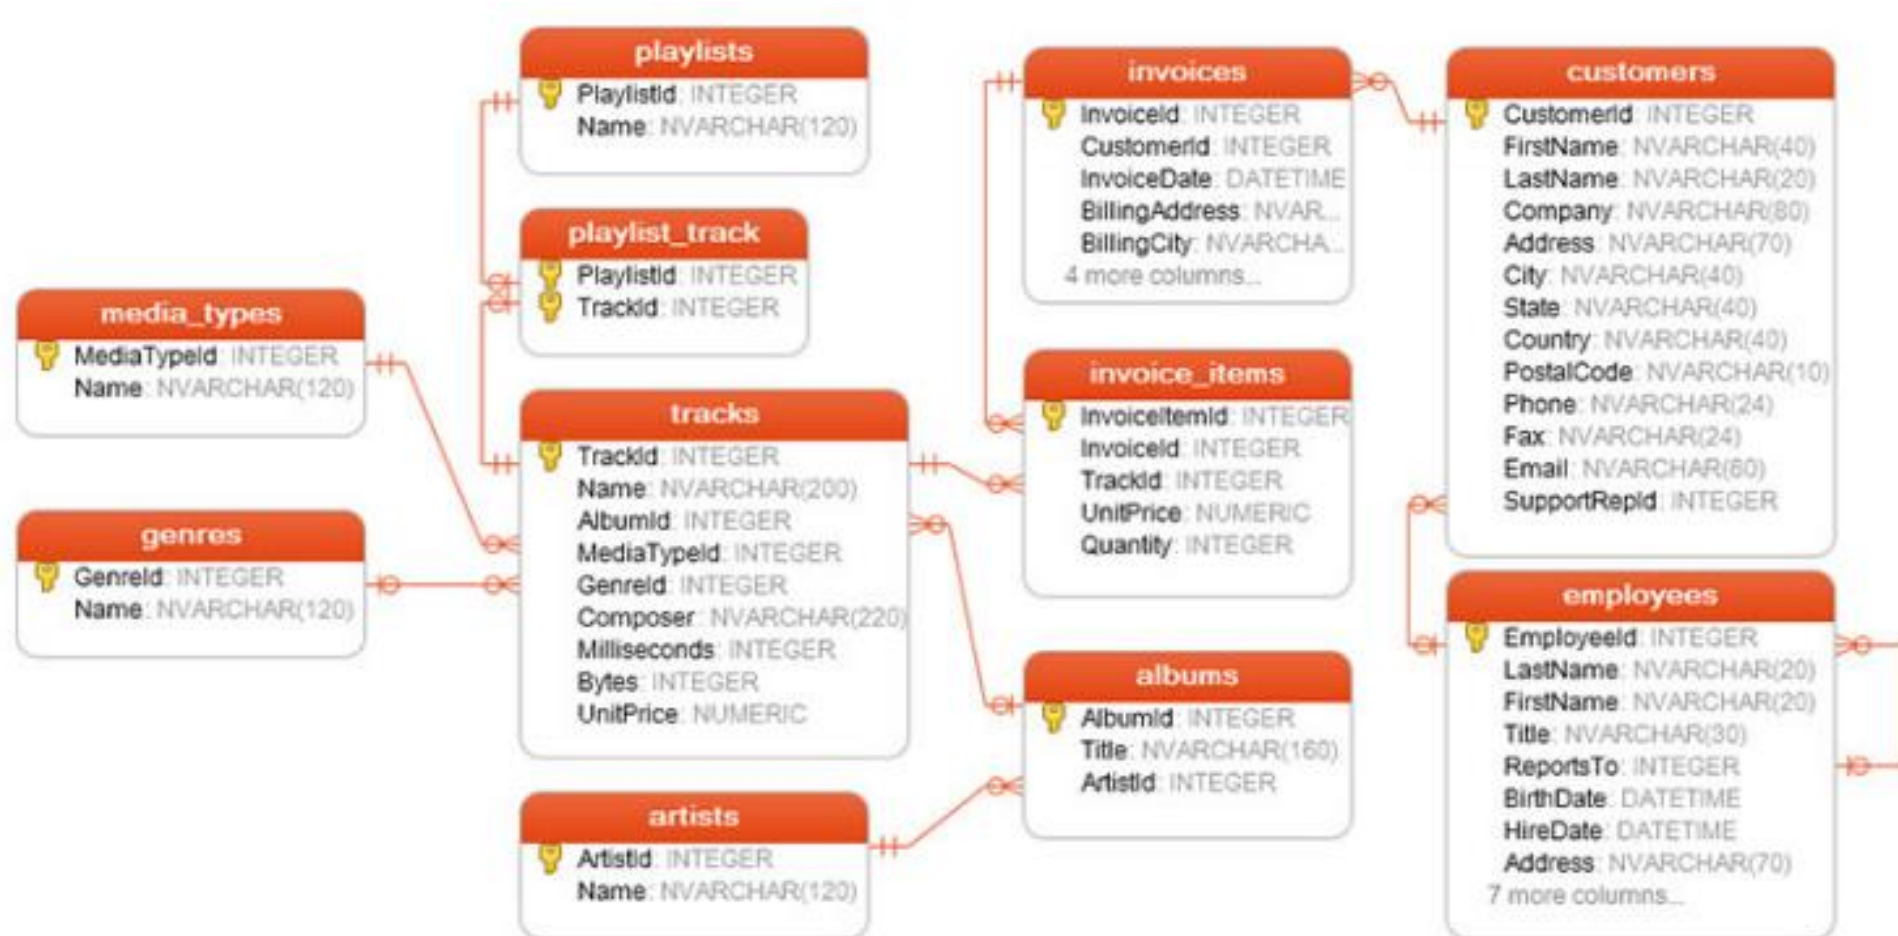 playlists
PlaylistId: INTEGER
Name: NVARCHAR(120)
playlist_track
PlaylistId: INTEGER
TrackId: INTEGER
media_types
MediaTypeId: INTEGER
Name: NVARCHAR(120)
genres
GenreId: INTEGER
Name: NVARCHAR(120)
tracks
TrackId: INTEGER
Name: NVARCHAR(200)
AlbumId: INTEGER
MediaTypeId: INTEGER
GenreId: INTEGER
Composer: NVARCHAR(220)
Milliseconds: INTEGER
Bytes: INTEGER
UnitPrice: NUMERIC
artists
ArtistId: INTEGER
Name: NVARCHAR(120)
invoices
InvoiceId: INTEGER
CustomerId: INTEGER
InvoiceDate: DATETIME
BillingAddress: NVAR...
BillingCity: NVARCHA...
4 more columns...
invoice_items
InvoiceItemId: INTEGER
InvoiceId: INTEGER
TrackId: INTEGER
UnitPrice: NUMERIC
Quantity: INTEGER
albums
AlbumId: INTEGER
Title: NVARCHAR(160)
ArtistId: INTEGER
customers
CustomerId: INTEGER
FirstName: NVARCHAR(40)
LastName: NVARCHAR(20)
Company: NVARCHAR(80)
Address: NVARCHAR(70)
City: NVARCHAR(40)
State: NVARCHAR(40)
Country: NVARCHAR(40)
PostalCode: NVARCHAR(10)
Phone: NVARCHAR(24)
Fax: NVARCHAR(24)
Email: NVARCHAR(60)
SupportRepId: INTEGER
employees
EmployeeId: INTEGER
LastName: NVARCHAR(20)
FirstName: NVARCHAR(20)
Title: NVARCHAR(30)
ReportsTo: INTEGER
BirthDate: DATETIME
HireDate: DATETIME
Address: NVARCHAR(70)
7 more columns...